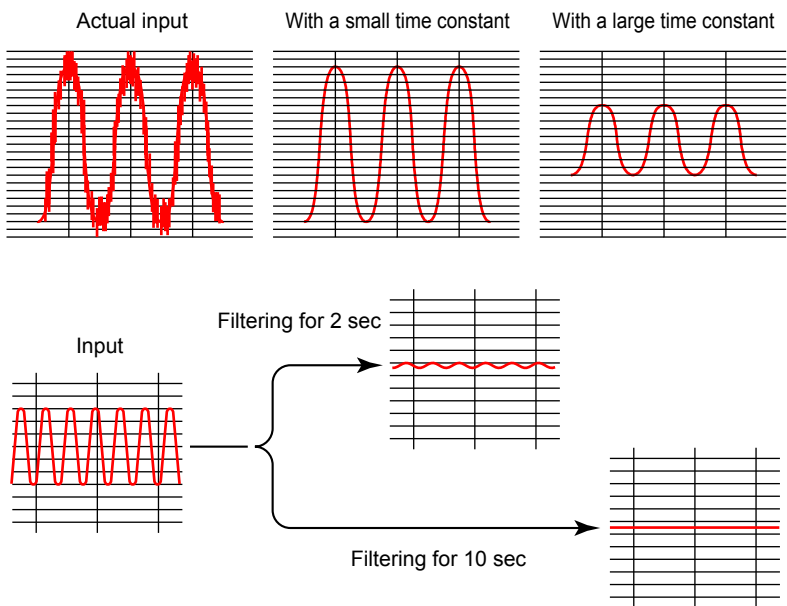 Actual input
With a small time constant
With a large time constant
Filtering for 2 sec
Input
Filtering for 10 sec